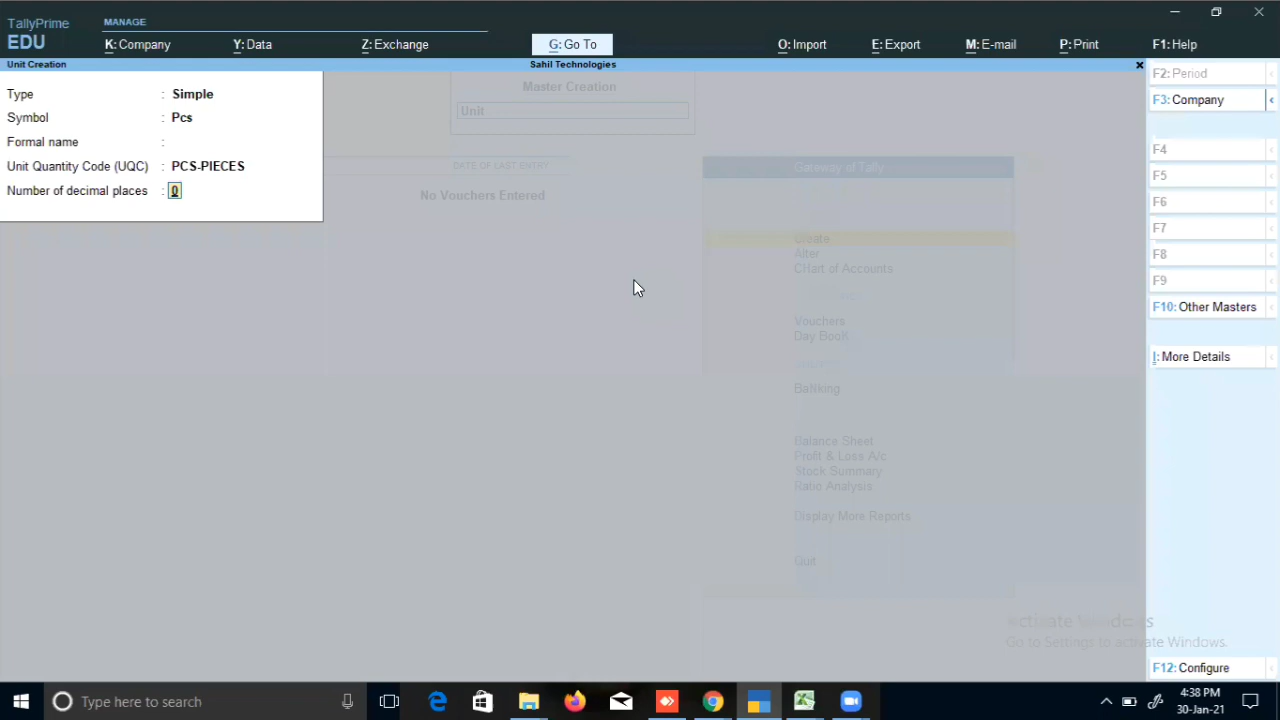 TallyPrime
EDU
MANAGE
K: Company
Y: Data
Z: Exchange
G: Go To
O: Import
E: Export
M: E-mail
P: Print
F1: Help
Unit Creation
Sahil Technologies
Type : Simple
Symbol : Pcs
Formal name :
Unit Quantity Code (UQC) : PCS-PIECES
Number of decimal places : 0
Master Creation
Unit
DATE OF LAST ENTRY
No Vouchers Entered
Gateway of Tally
Create
Alter
CHart of Accounts
Vouchers
Day BooK
BaNking
Balance Sheet
Profit & Loss A/c
Stock Summary
Ratio Analysis
Display More Reports
Quit
F2: Period
F3: Company
F4
F5
F6
F7
F8
F9
F10: Other Masters
I: More Details
Activate Windows
Go to Settings to activate Windows.
F12: Configure
Type here to search
4:38 PM
30-Jan-21